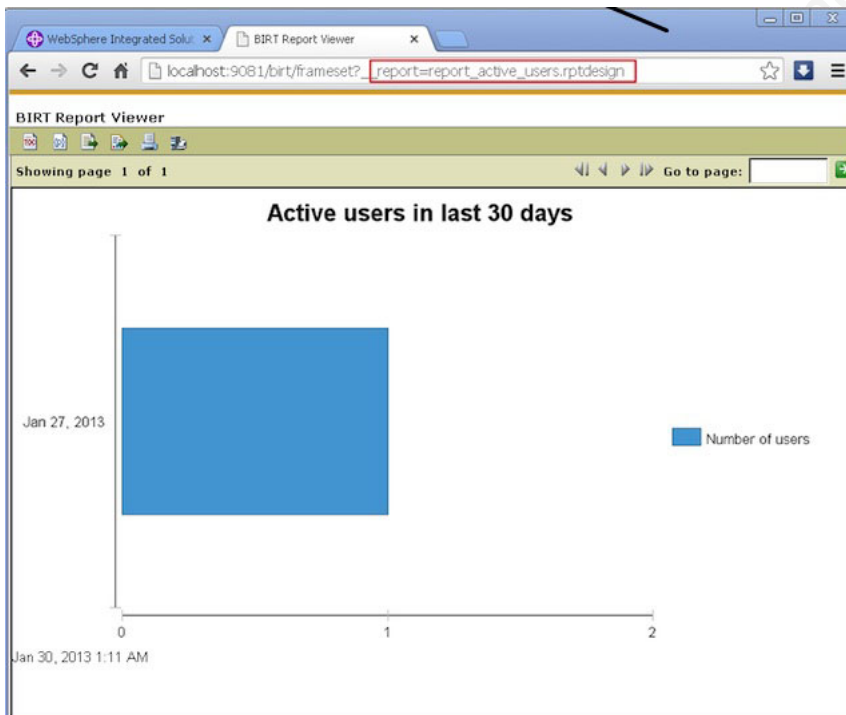 WebSphere Integrated Solut BIRT Report Viewer
localhost:9081/birt/frameset?__report=report_active_users.rptdesign
BIRT Report Viewer
Showing page 1 of 1 Go to page:
Active users in last 30 days
Jan 27, 2013
Number of users
0 1 2
Jan 30, 2013 1:11 AM